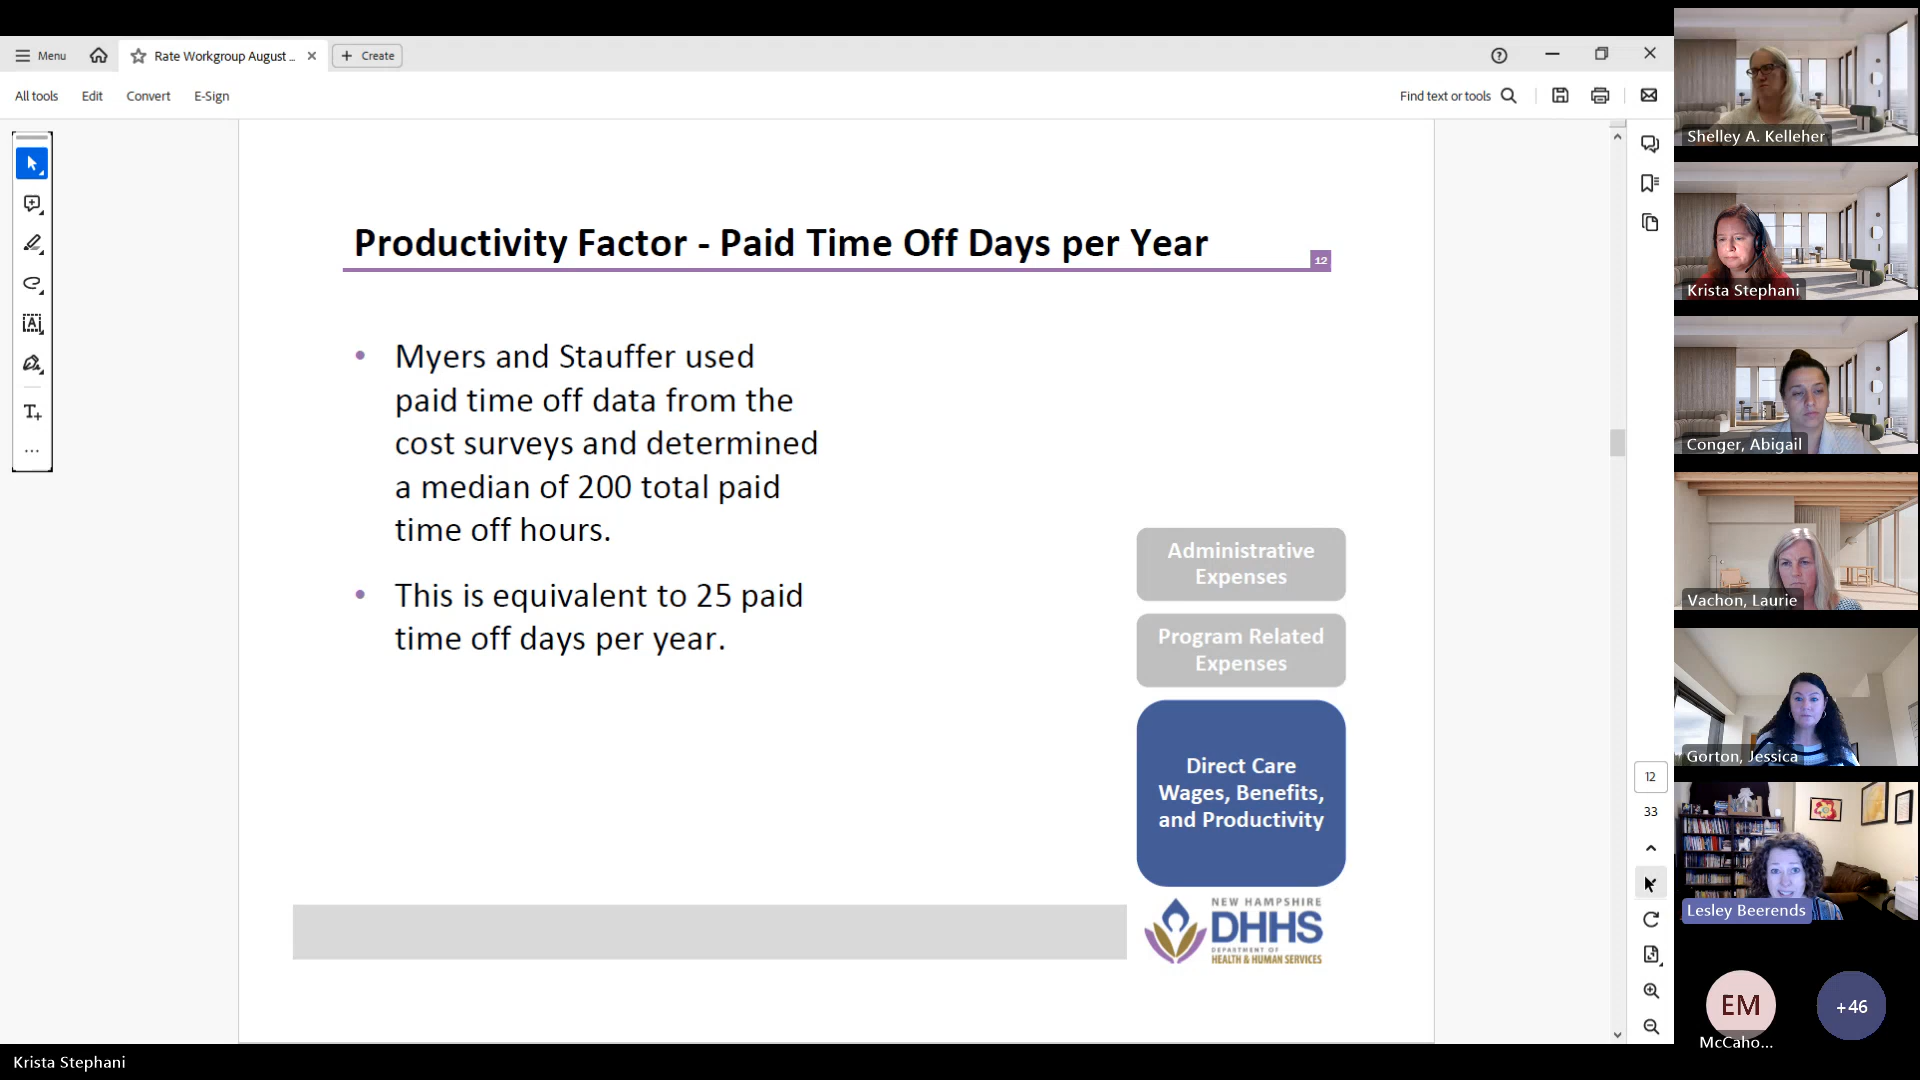 Menu
Rate Workgroup August ...
Create
All tools
Edit
Convert
E-Sign
Find text or tools
Productivity Factor - Paid Time Off Days per Year
12
• Myers and Stauffer used
paid time off data from the
cost surveys and determined
a median of 200 total paid
time off hours.
• This is equivalent to 25 paid
time off days per year.
Administrative
Expenses
Program Related
Expenses
Direct Care
Wages, Benefits,
and Productivity
NEW HAMPSHIRE
DHHS
DEPARTMENT OF
HEALTH & HUMAN SERVICES
12
33
Shelley A. Kelleher
Krista Stephani
Conger, Abigail
Vachon, Laurie
Gorton, Jessica
Lesley Beerends
EM
McCaho...
+46
Krista Stephani